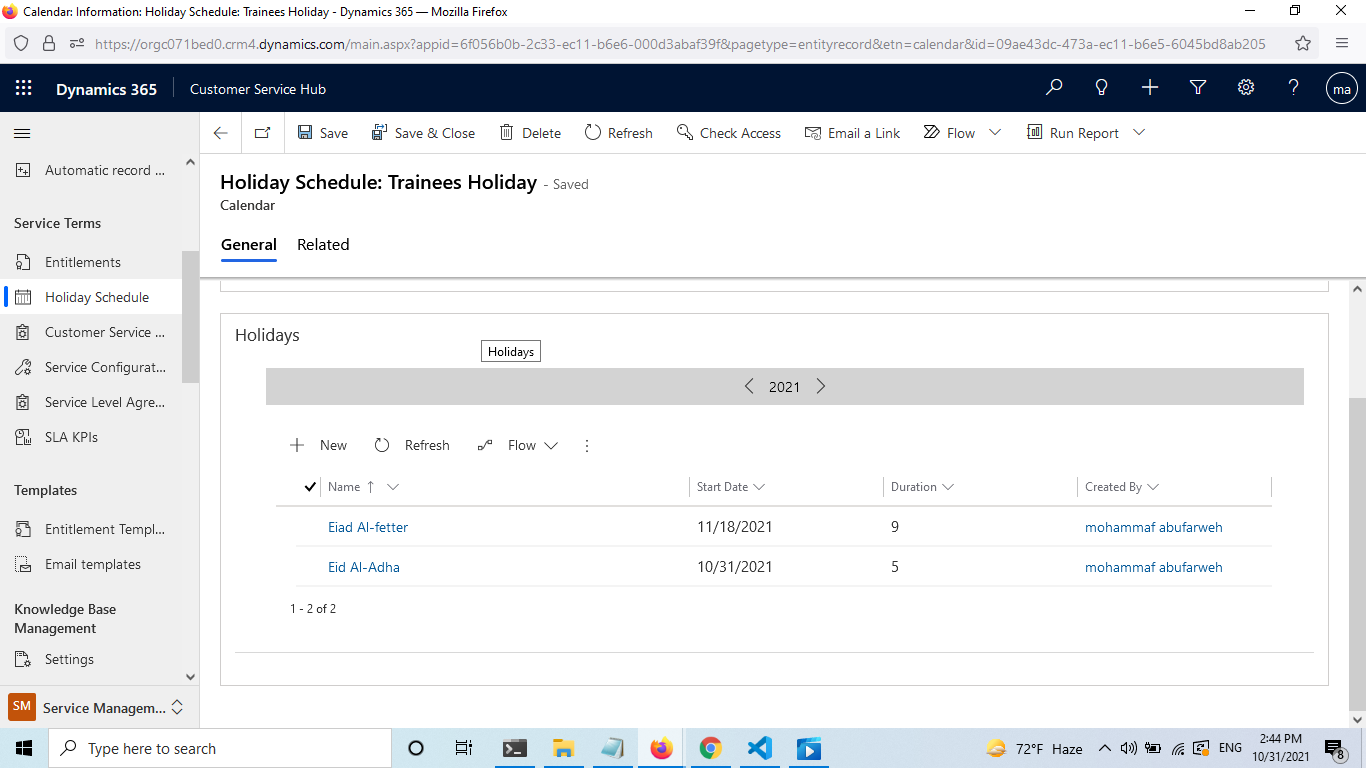 Calendar: Information: Holiday Schedule: Trainees Holiday - Dynamics 365 — Mozilla Firefox
https://orgc071bed0.crm4.dynamics.com/main.aspx?appid=6f056b0b-2c33-ec11-b6e6-000d3abaf39f&pagetype=entityrecord&etn=calendar&id=09ae43dc-473a-ec11-b6e5-6045bd8ab205
Dynamics 365 Customer Service Hub ? ma
Save Save & Close Delete Refresh Check Access Email a Link Flow Run Report
Automatic record ...
Service Terms
Entitlements
Holiday Schedule
Customer Service ...
Service Configurat...
Service Level Agre...
SLA KPIs
Templates
Entitlement Templ...
Email templates
Knowledge Base
Management
Settings
SM Service Managem...
Holiday Schedule: Trainees Holiday - Saved
Calendar
General Related
Holidays
Holidays
2021
New Refresh Flow
Name Start Date Duration Created By
Eiad Al-fetter 11/18/2021 9 mohammaf abufarweh
Eid Al-Adha 10/31/2021 5 mohammaf abufarweh
1 - 2 of 2
Type here to search 72°F Haze ENG 2:44 PM
10/31/2021 8